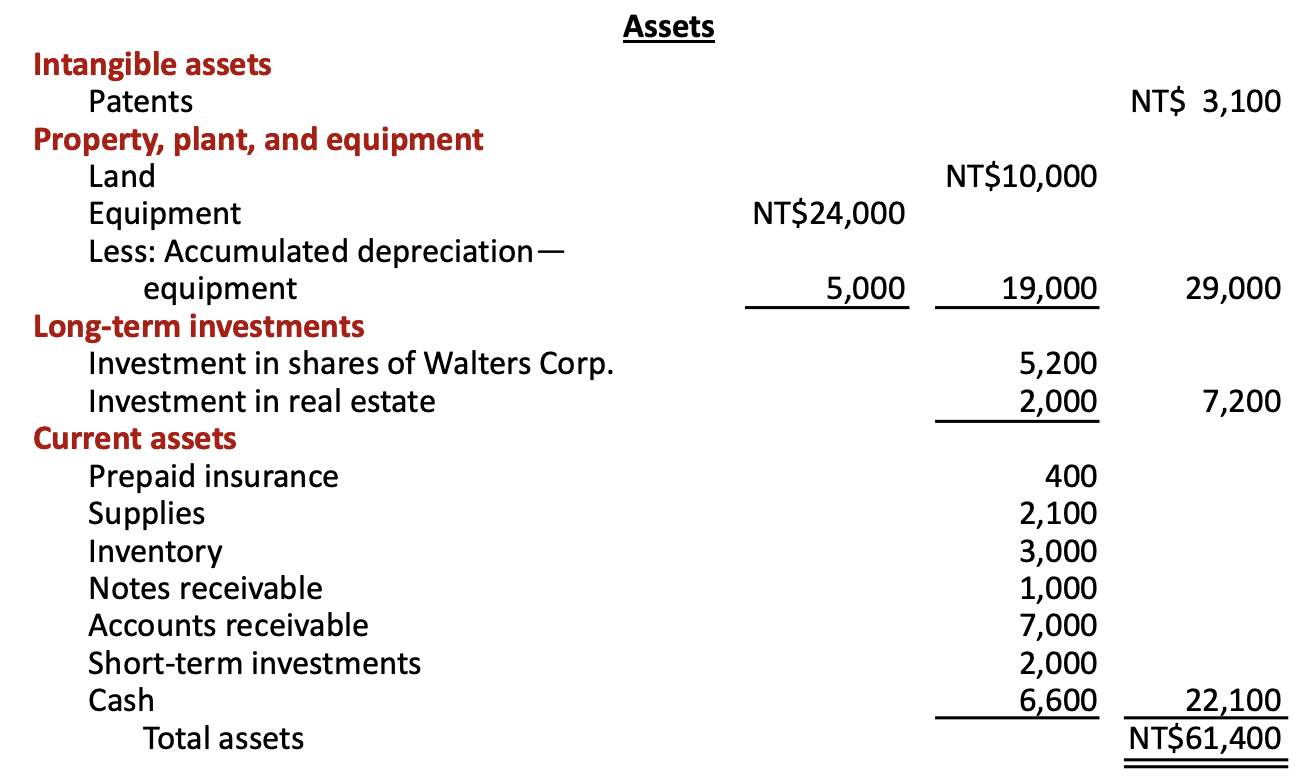 Assets
Intangible assets
Patents NT$ 3,100
Property, plant, and equipment
Land NT$10,000
Equipment NT$24,000
Less: Accumulated depreciation—
equipment 5,000 19,000 29,000
Long-term investments
Investment in shares of Walters Corp. 5,200
Investment in real estate 2,000 7,200
Current assets
Prepaid insurance 400
Supplies 2,100
Inventory 3,000
Notes receivable 1,000
Accounts receivable 7,000
Short-term investments 2,000
Cash 6,600 22,100
Total assets NT$61,400